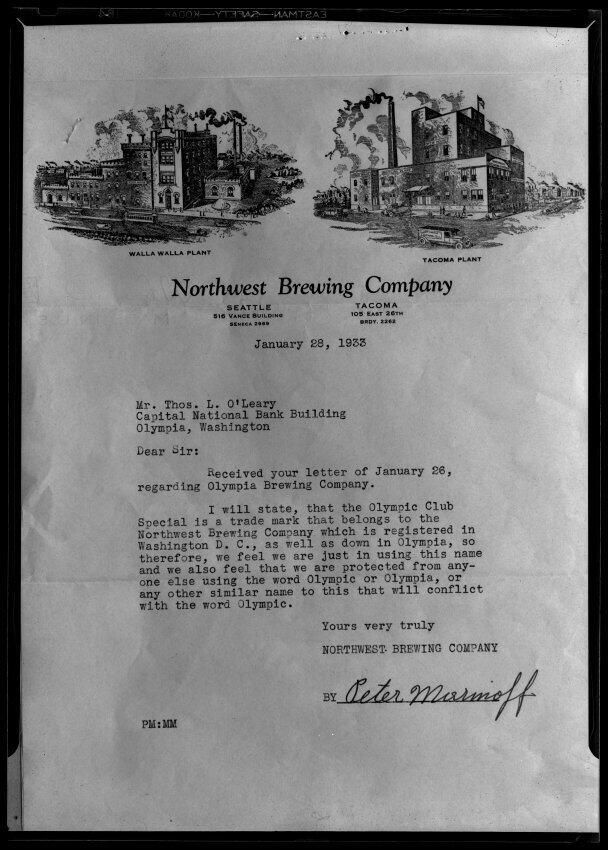 EASTMAN—SAFETY—KODAK
WALLA WALLA PLANT
TACOMA PLANT
Northwest Brewing Company
SEATTLE
516 VANCE BUILDING
SENECA 2989
TACOMA
105 EAST 26TH
BRDY. 2262
January 28, 1933
Mr. Thos. L. O'Leary
Capital National Bank Building
Olympia, Washington
Dear Sir:
Received your letter of January 26,
regarding Olympia Brewing Company.
I will state, that the Olympic Club
Special is a trade mark that belongs to the
Northwest Brewing Company which is registered in
Washington D. C., as well as down in Olympia, so
therefore, we feel we are just in using this name
and we also feel that we are protected from any-
one else using the word Olympic or Olympia, or
any other similar name to this that will conflict
with the word Olympic.
Yours very truly
NORTHWEST BREWING COMPANY
BY Peter Marinoff
PM:MM